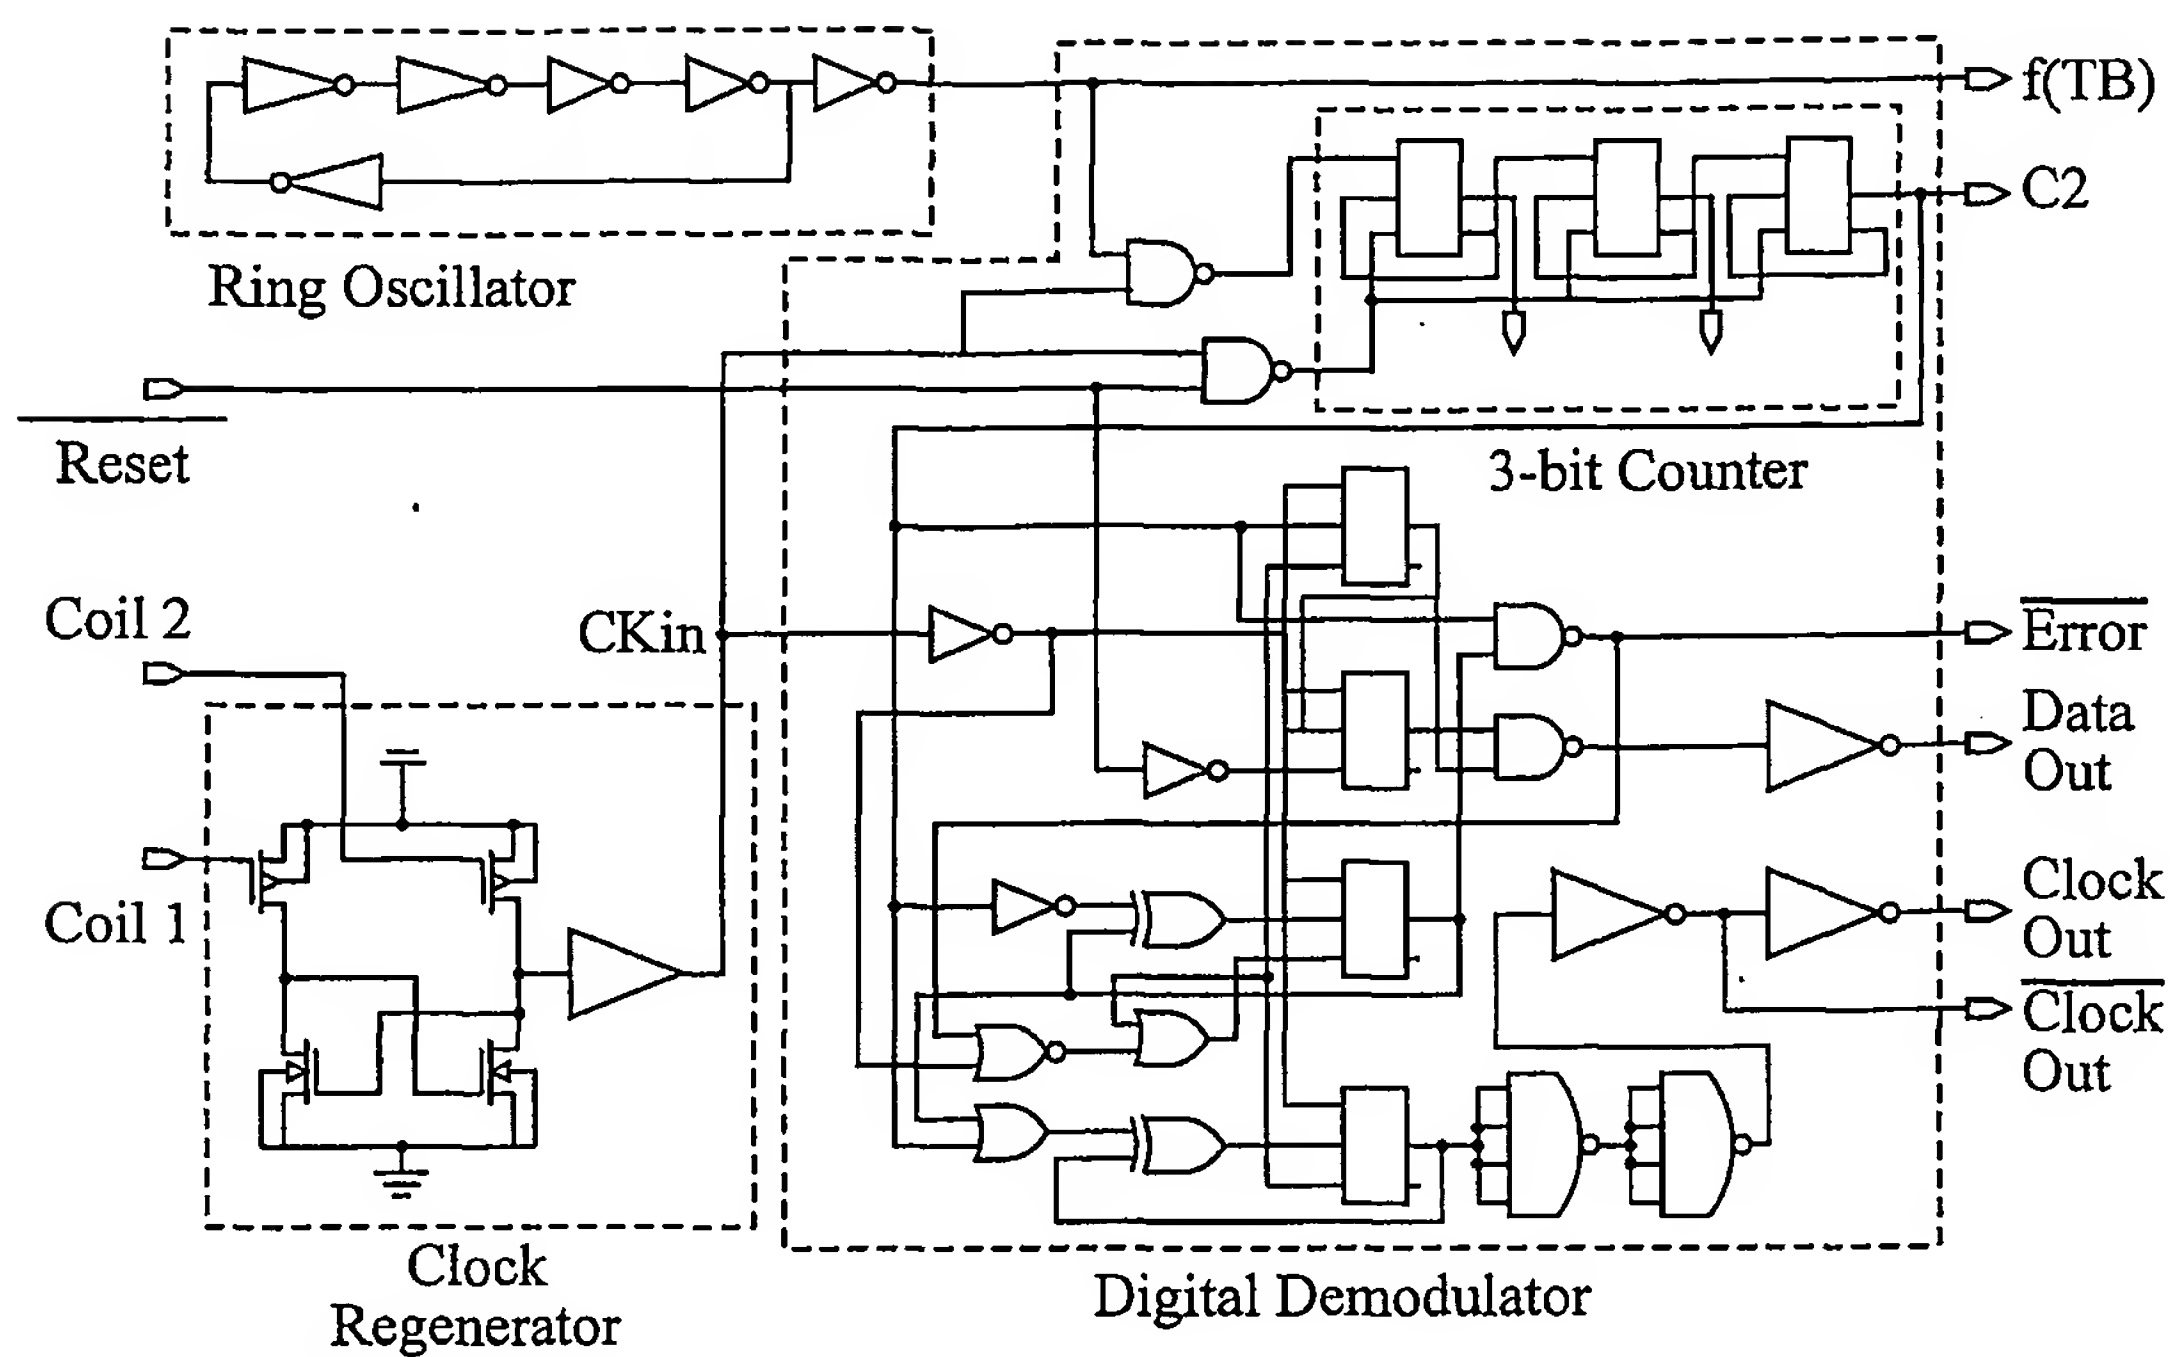 f(TB)
C2
Ring Oscillator
Reset
3-bit Counter
Coil 2
CKin
Error
Data
Out
Coil 1
Clock
Out
Clock
Out
Clock
Regenerator
Digital Demodulator